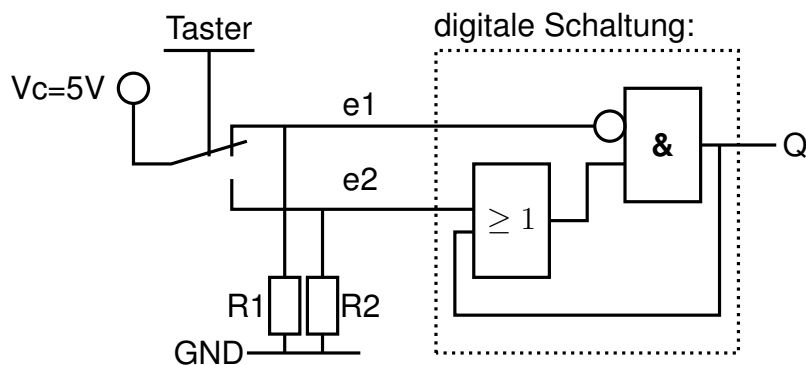 digitale Schaltung:
Taster
Vc=5V
e1
&
Q
e2
≥ 1
R1
R2
GND